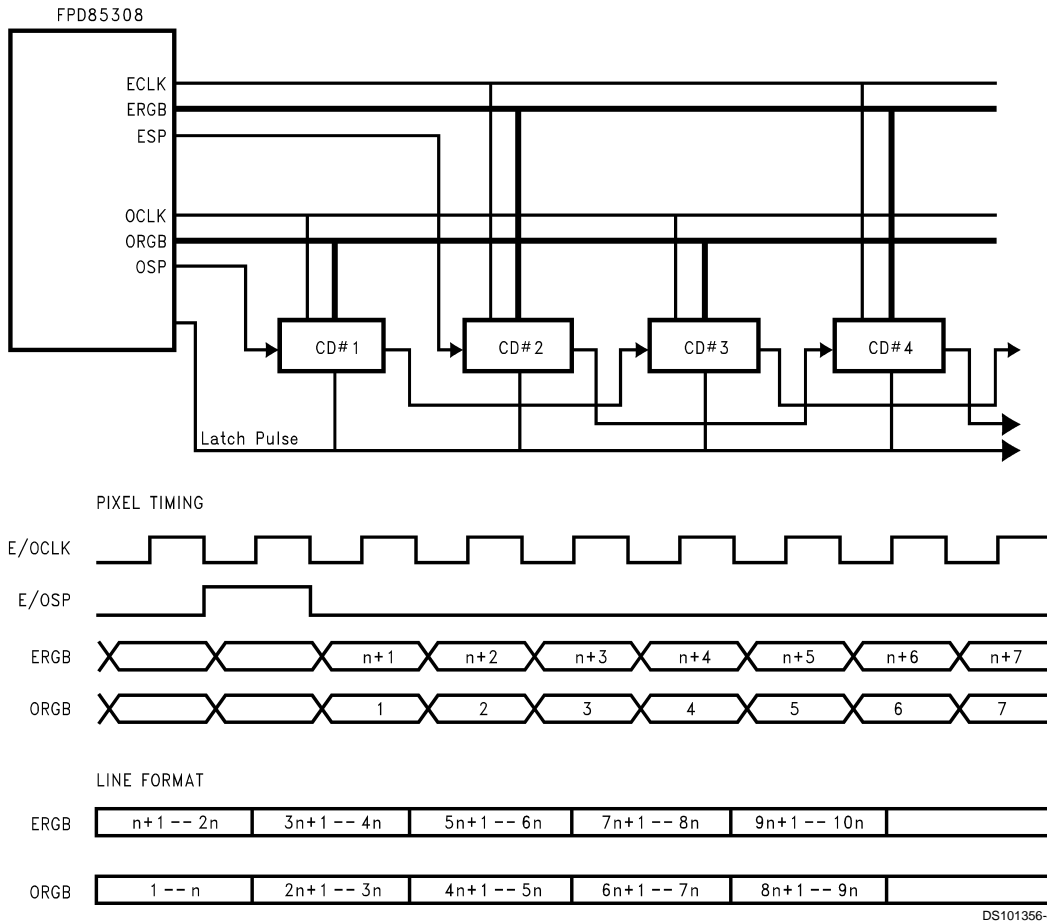 FPD85308
ECLK
ERGB
ESP
OCLK
ORGB
OSP
CD#1 CD#2 CD#3 CD#4
Latch Pulse
PIXEL TIMING
E/OCLK
E/OSP
ERGB n+1 n+2 n+3 n+4 n+5 n+6 n+7
ORGB 1 2 3 4 5 6 7
LINE FORMAT
ERGB n+1 -- 2n 3n+1 -- 4n 5n+1 -- 6n 7n+1 -- 8n 9n+1 -- 10n
ORGB 1 -- n 2n+1 -- 3n 4n+1 -- 5n 6n+1 -- 7n 8n+1 -- 9n
DS101356-